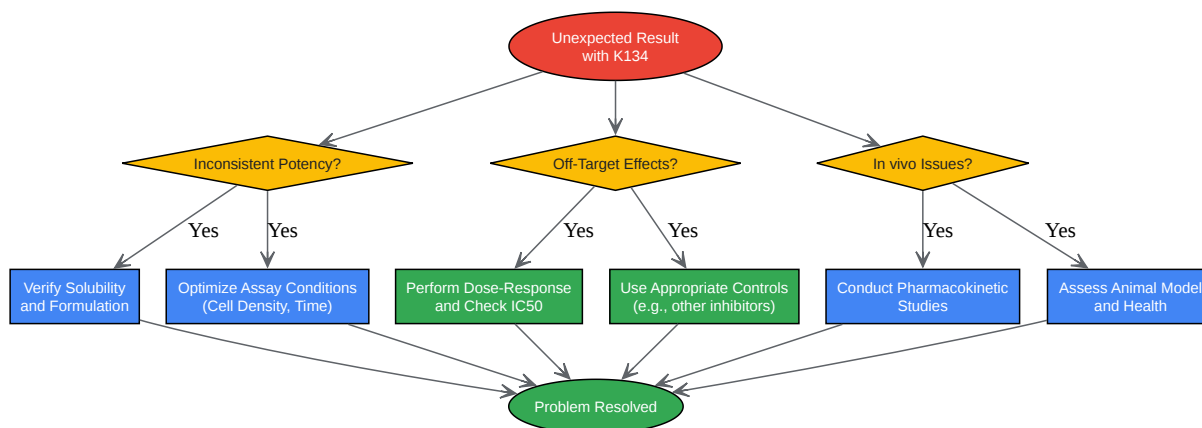 Unexpected Result
with K134
Inconsistent Potency?
Off-Target Effects?
In vivo Issues?
Yes
Yes
Yes
Yes
Yes
Yes
Verify Solubility
and Formulation
Optimize Assay Conditions
(Cell Density, Time)
Perform Dose-Response
and Check IC50
Use Appropriate Controls
(e.g., other inhibitors)
Conduct Pharmacokinetic
Studies
Assess Animal Model
and Health
Problem Resolved